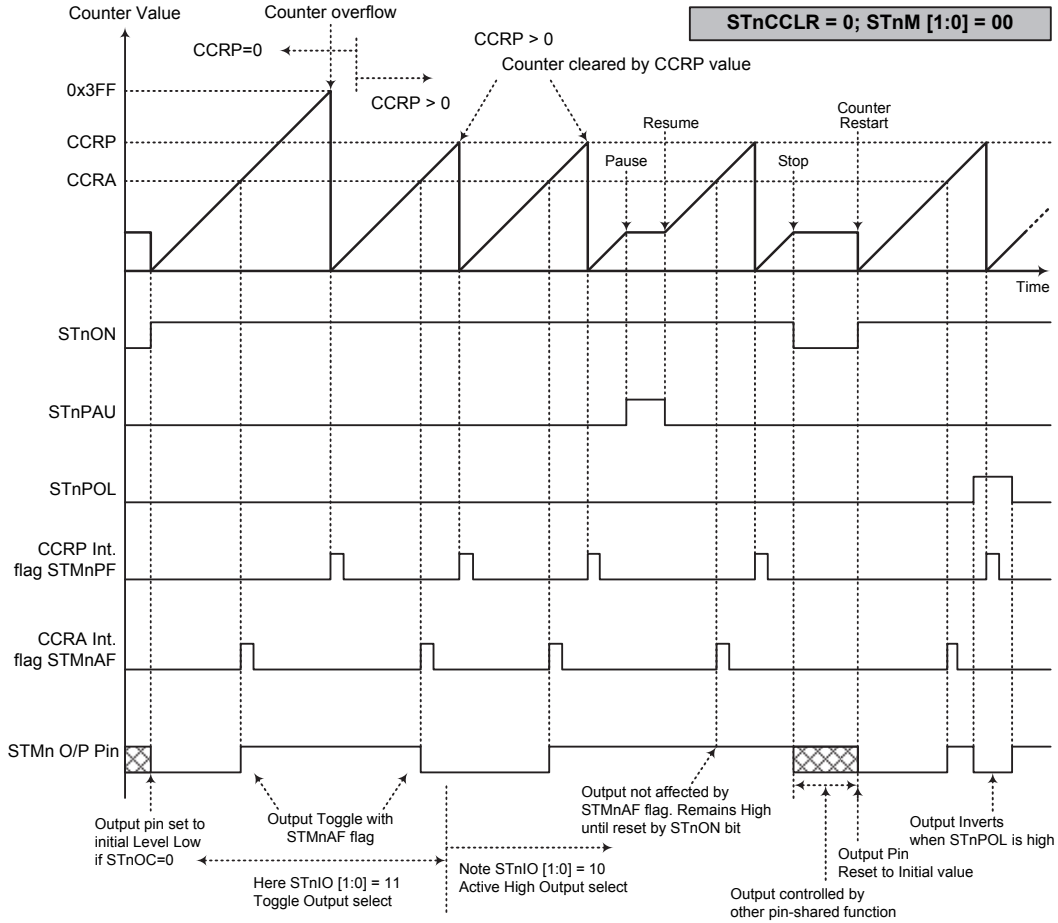 Counter Value
Counter overflow
STnCCLR = 0; STnM [1:0] = 00
CCRP=0
CCRP > 0
CCRP > 0
Counter cleared by CCRP value
0x3FF
CCRP
CCRA
Pause
Resume
Stop
Counter
Restart
Time
STnON
STnPAU
STnPOL
CCRP Int.
flag STMnPF
CCRA Int.
flag STMnAF
STMn O/P Pin
Output pin set to
initial Level Low
if STnOC=0
Output Toggle with
STMnAF flag
Here STnIO [1:0] = 11
Toggle Output select
Note STnIO [1:0] = 10
Active High Output select
Output not affected by
STMnAF flag. Remains High
until reset by STnON bit
Output controlled by
other pin-shared function
Output Pin
Reset to Initial value
Output Inverts
when STnPOL is high